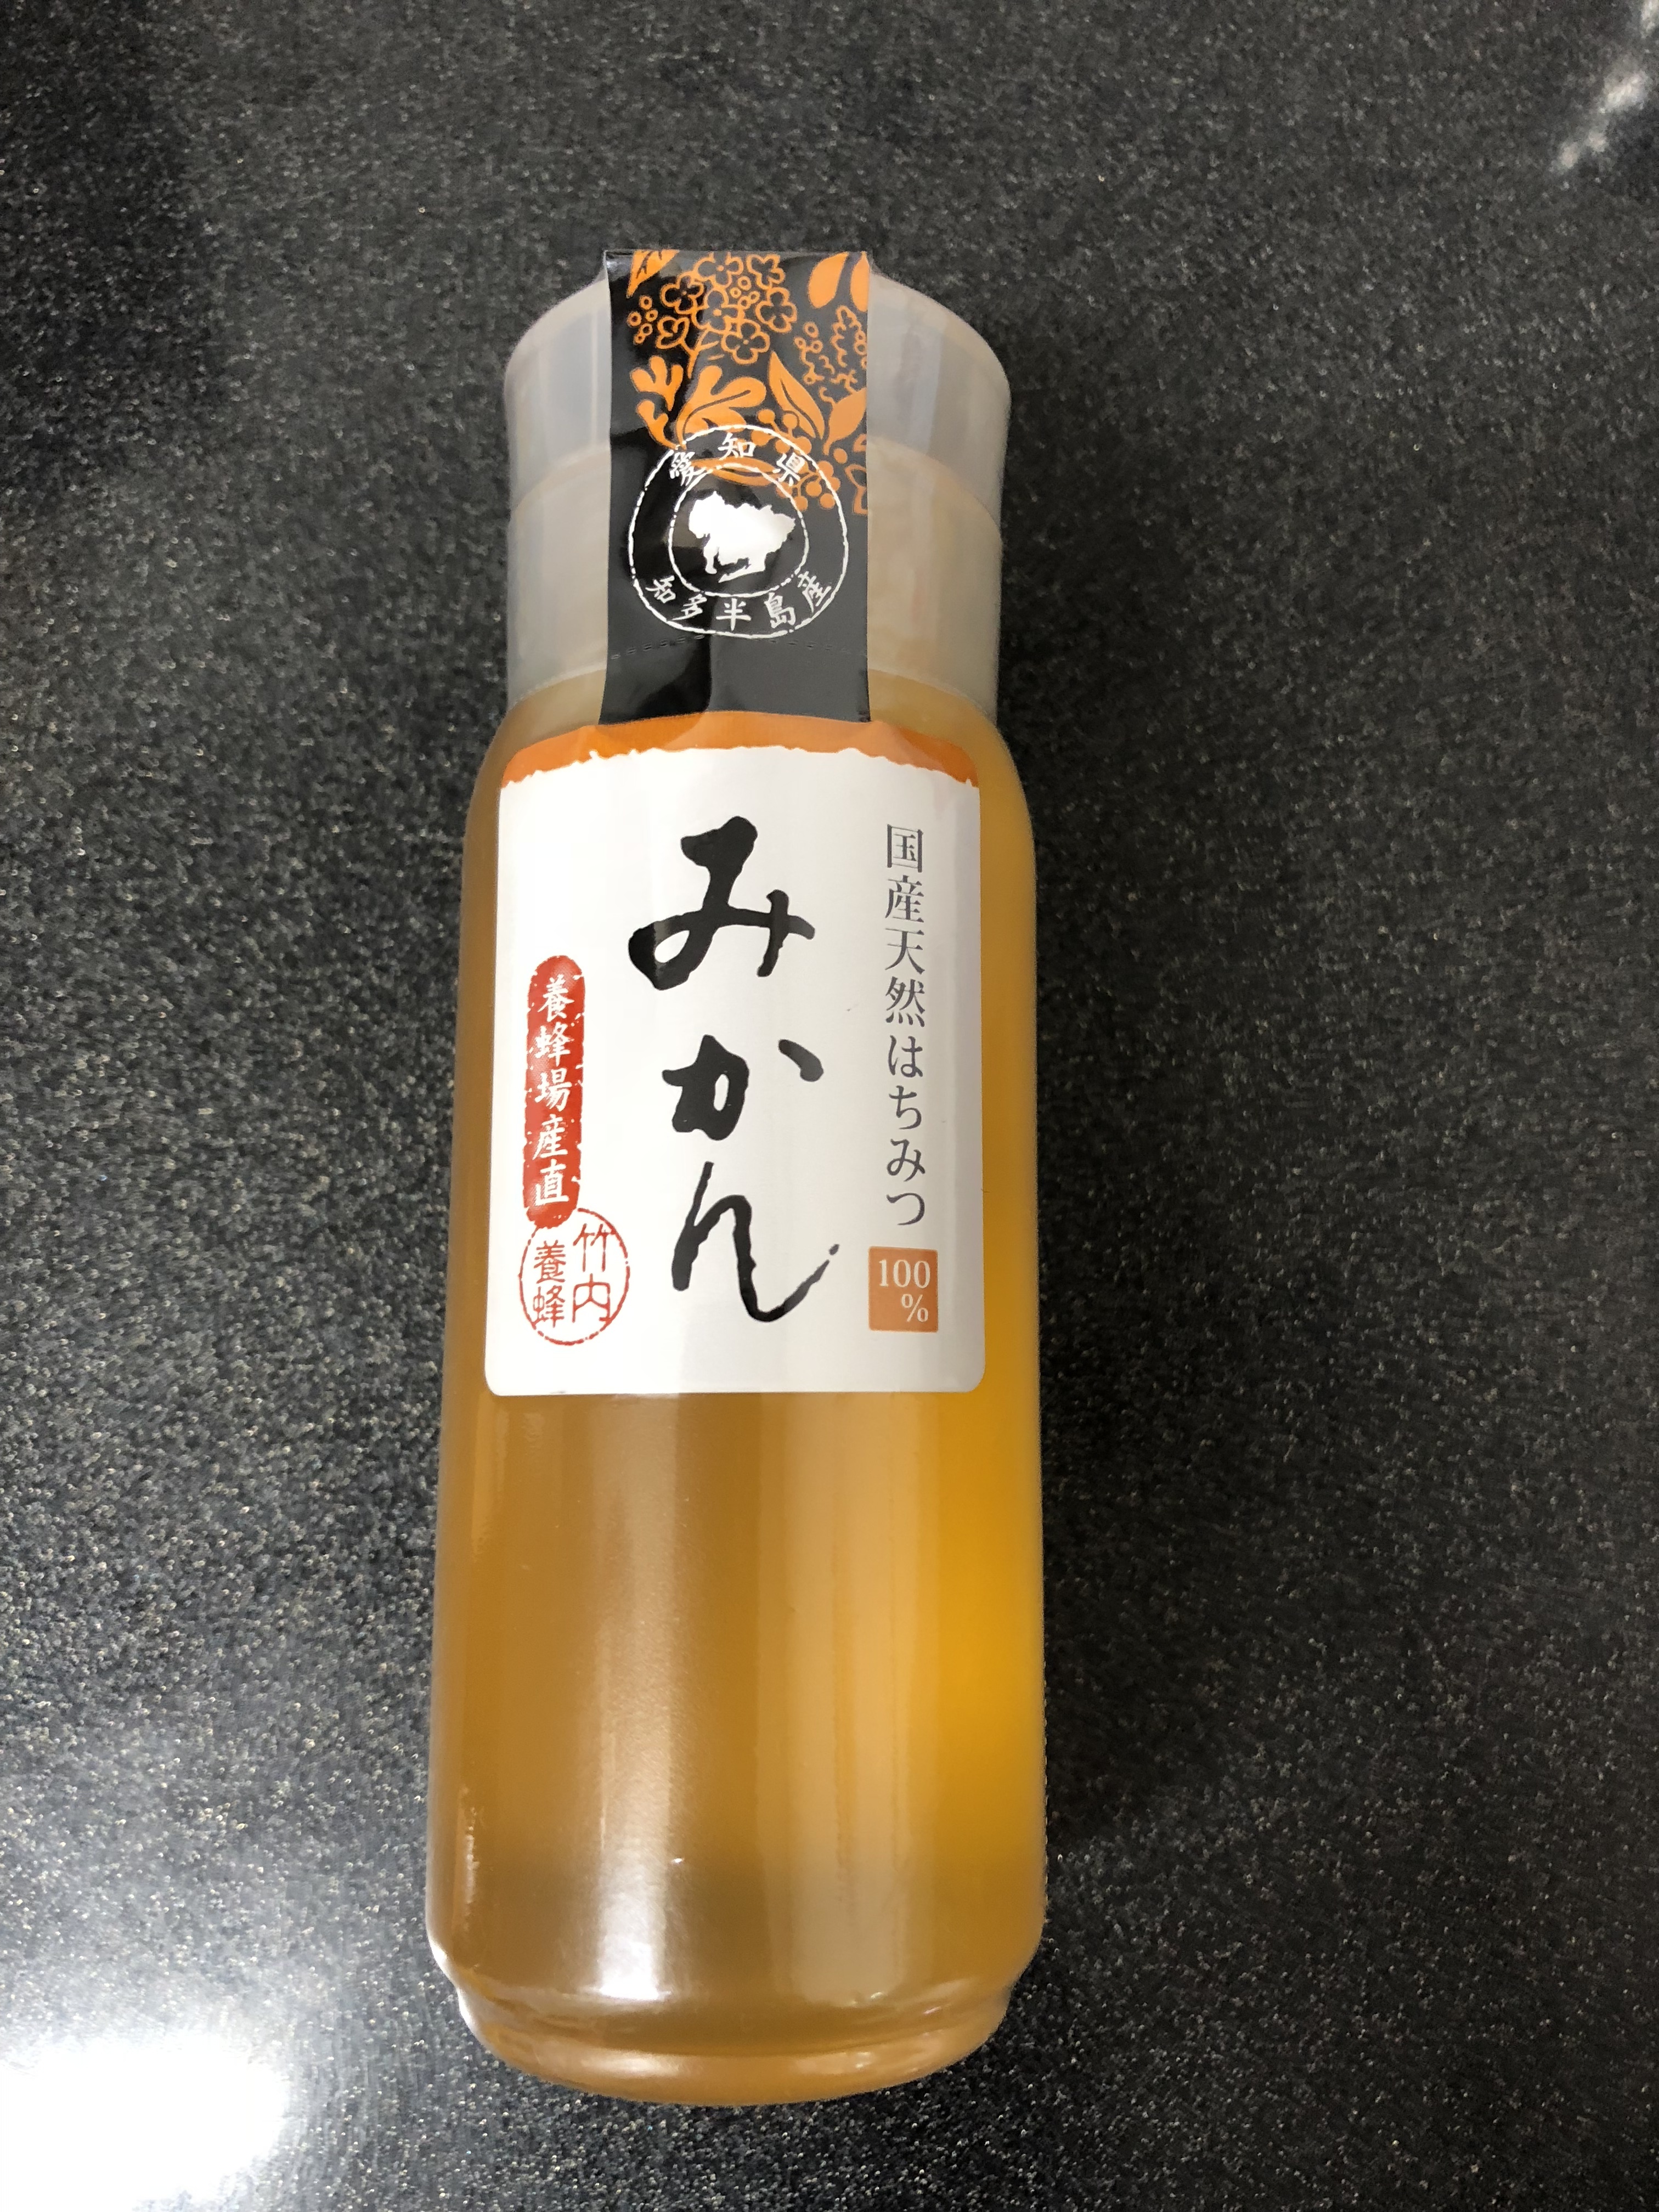 愛知県
知多半島産
国産天然はちみつ
100
%
みかん
養蜂場産直
竹内
養蜂